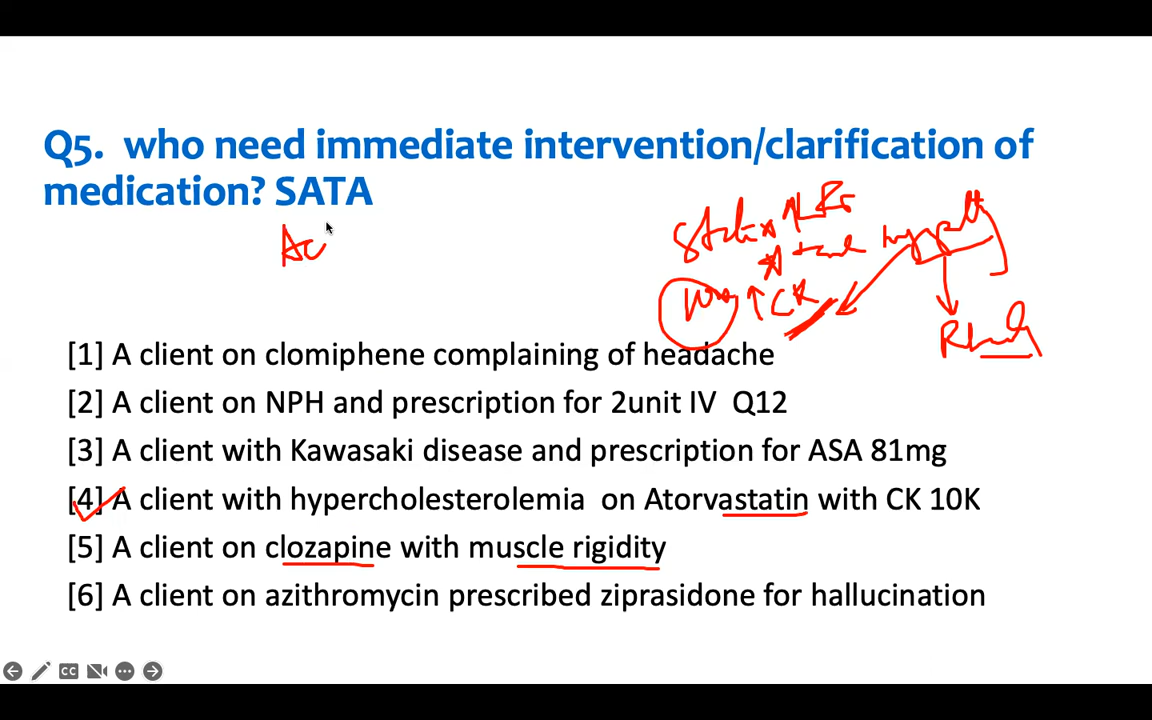 Q5. who need immediate intervention/clarification of
medication? SATA
Ac
↑ CK
[1] A client on clomiphene complaining of headache
[2] A client on NPH and prescription for 2unit IV Q12
[3] A client with Kawasaki disease and prescription for ASA 81mg
[4] A client with hypercholesterolemia on Atorvastatin with CK 10K
[5] A client on clozapine with muscle rigidity
[6] A client on azithromycin prescribed ziprasidone for hallucination
CC